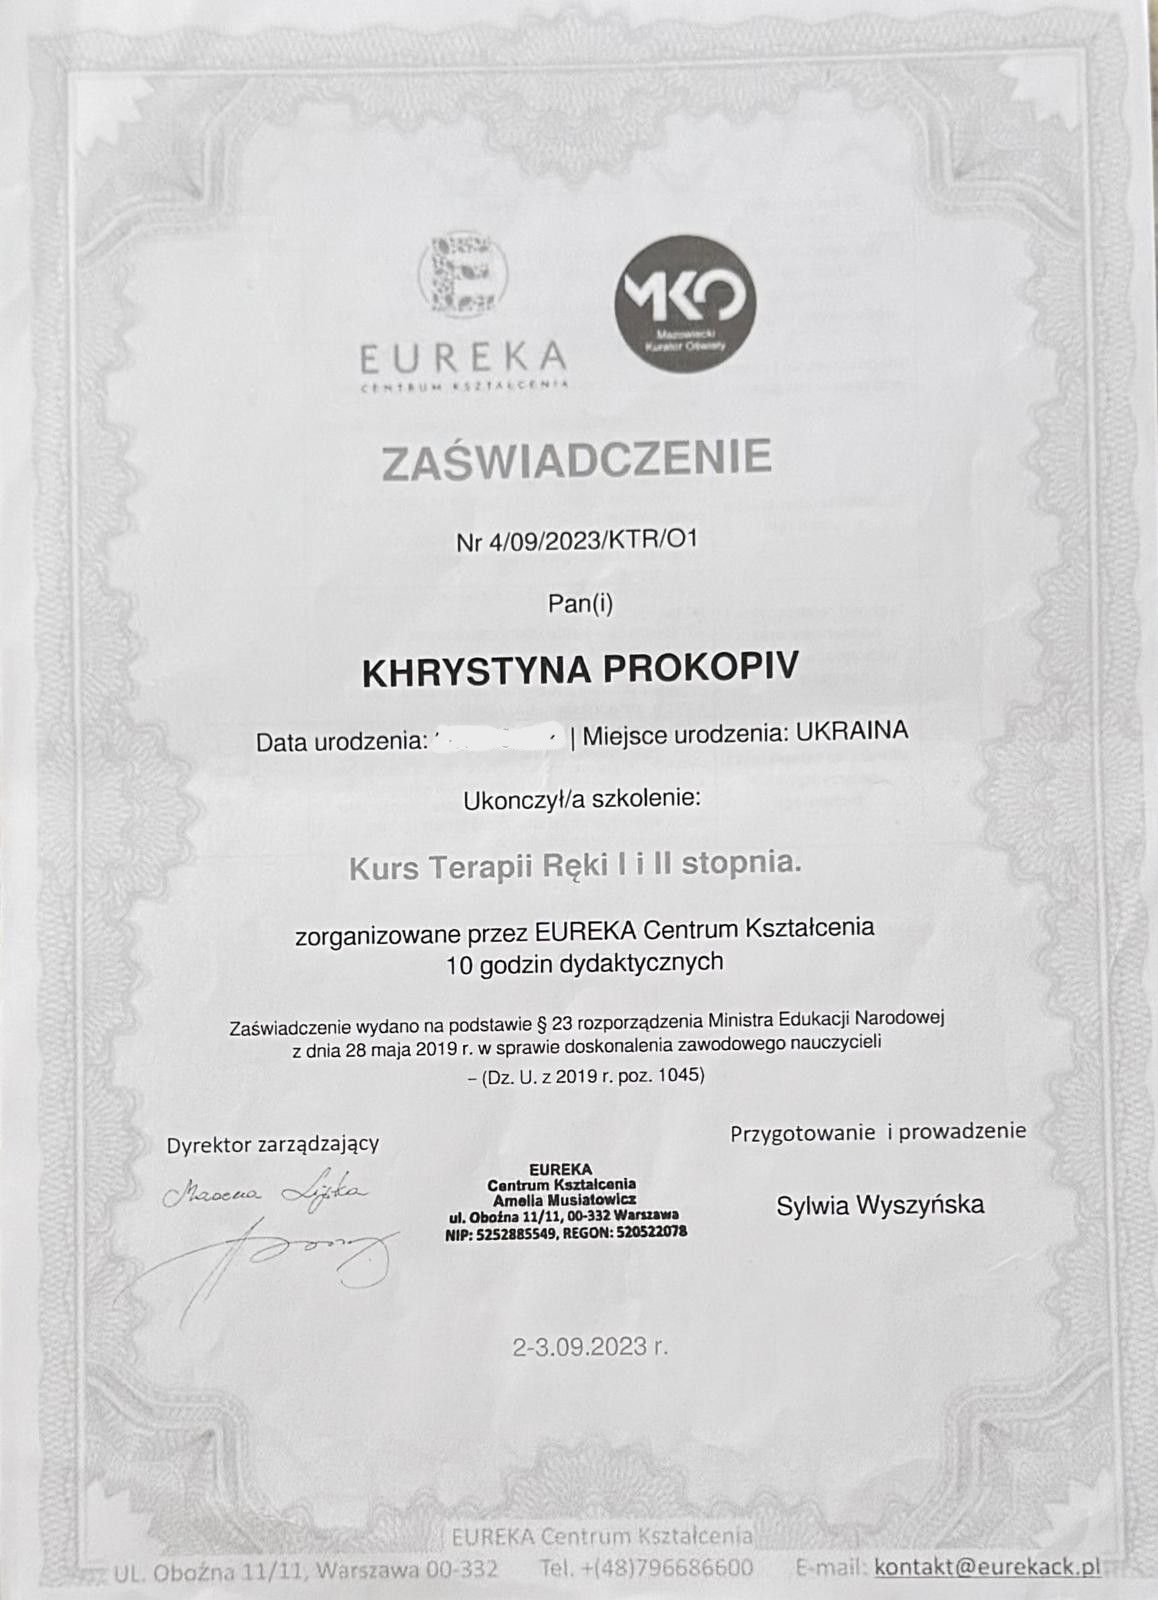 EUREKA
CENTRUM KSZTAŁCENIA
MKO
Mazowiecki
Kurator Oświaty
ZAŚWIADCZENIE
Nr 4/09/2023/KTR/O1
Pan(i)
KHRYSTYNA PROKOPIV
Data urodzenia: | Miejsce urodzenia: UKRAINA
Ukonczył/a szkolenie:
Kurs Terapii Ręki I i II stopnia.
zorganizowane przez EUREKA Centrum Kształcenia
10 godzin dydaktycznych
Zaświadczenie wydano na podstawie § 23 rozporządzenia Ministra Edukacji Narodowej
z dnia 28 maja 2019 r. w sprawie doskonalenia zawodowego nauczycieli
– (Dz. U. z 2019 r. poz. 1045)
Dyrektor zarządzający
Przygotowanie i prowadzenie
EUREKA
Centrum Kształcenia
Amelia Musiatowicz
ul. Oboźna 11/11, 00-332 Warszawa
NIP: 5252885549, REGON: 520522078
Sylwia Wyszyńska
2-3.09.2023 r.
EUREKA Centrum Kształcenia
UL. Oboźna 11/11, Warszawa 00-332 Tel. +(48)796686600 E-mail: kontakt@eurekack.pl